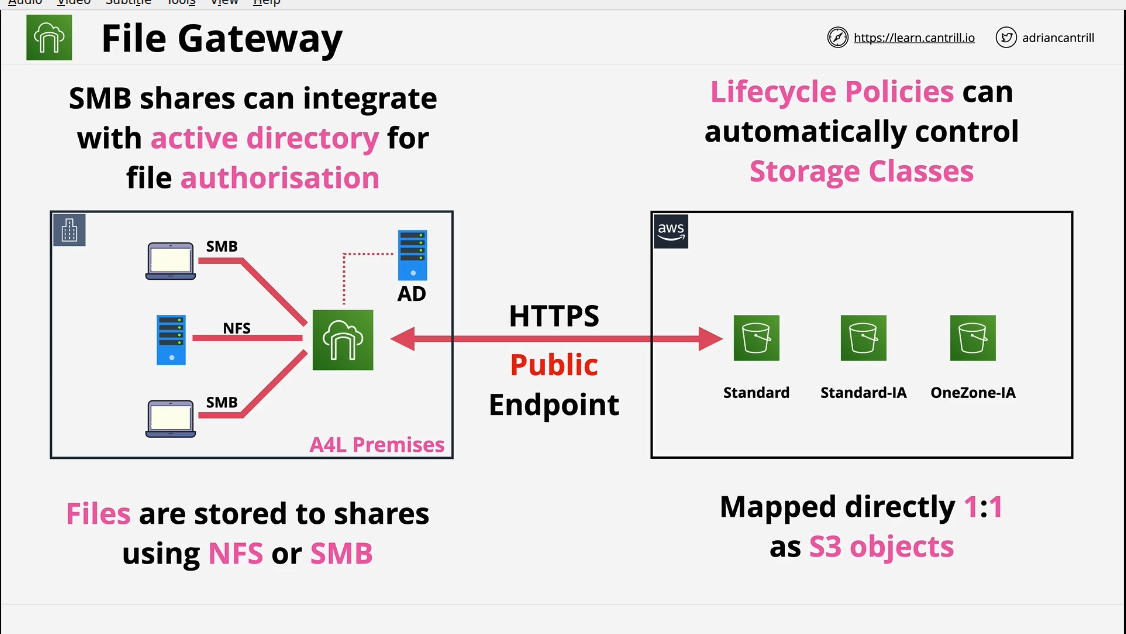 Audio Video Subtitle Tools View Help
File Gateway
https://learn.cantrill.io
adriancantrill
SMB shares can integrate
with active directory for
file authorisation
Lifecycle Policies can
automatically control
Storage Classes
SMB
NFS
SMB
AD
A4L Premises
HTTPS
Public
Endpoint
aws
Standard
Standard-IA
OneZone-IA
Files are stored to shares
using NFS or SMB
Mapped directly 1:1
as S3 objects